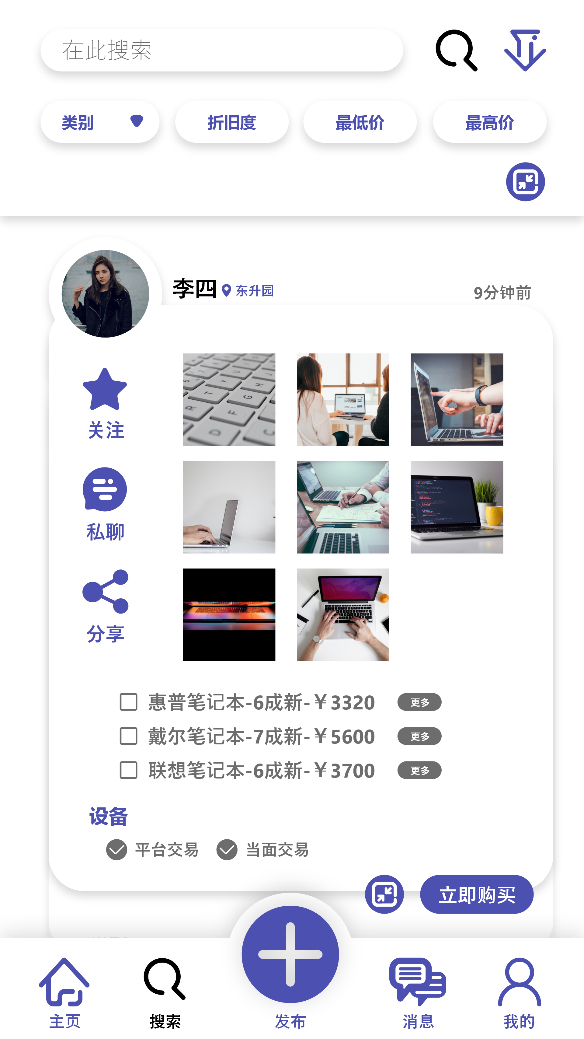 在此搜索
类别 折旧度 最低价 最高价
李四 东升园 9分钟前
关注
私聊
分享
惠普笔记本-6成新-￥3320 更多
戴尔笔记本-7成新-￥5600 更多
联想笔记本-6成新-￥3700 更多
设备
平台交易 当面交易
立即购买
主页 搜索 发布 消息 我的